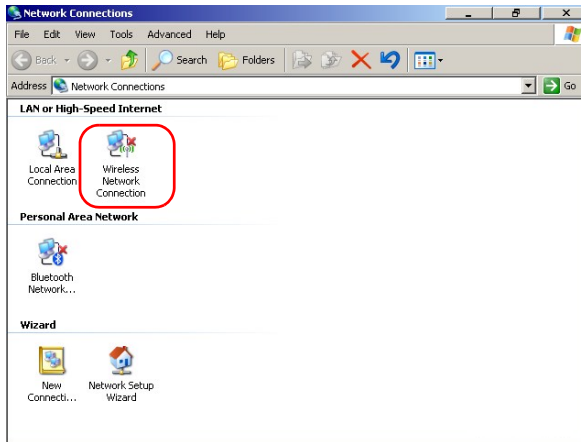 Network Connections
File Edit View Tools Advanced Help
Back Search Folders
Address Network Connections Go
LAN or High-Speed Internet
Local Area Wireless
Connection Network
Connection
Personal Area Network
Bluetooth
Network...
Wizard
New Network Setup
Connecti... Wizard